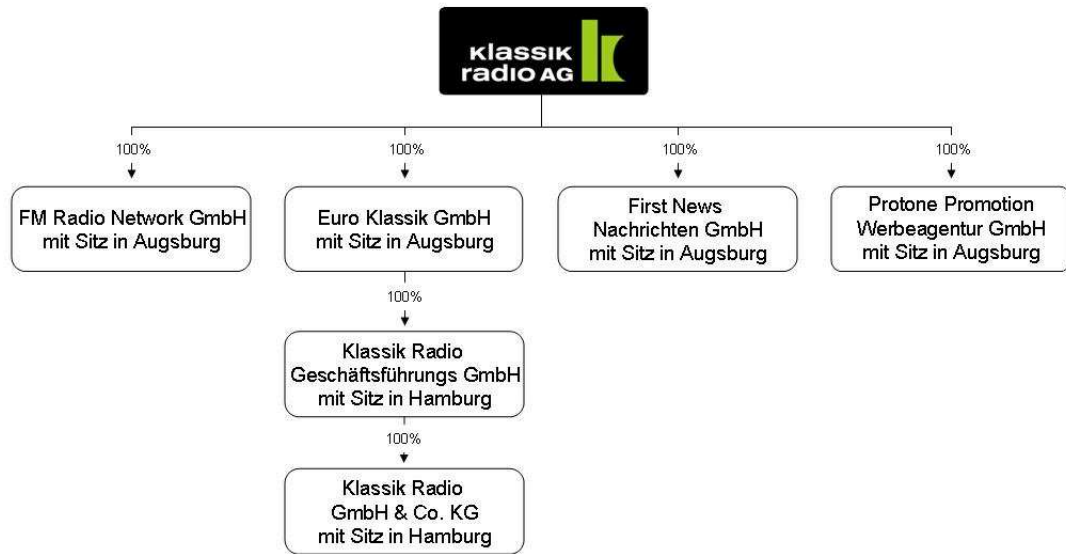 Klassik
radio AG
100%
100%
100%
100%
FM Radio Network GmbH
mit Sitz in Augsburg
Euro Klassik GmbH
mit Sitz in Augsburg
First News
Nachrichten GmbH
mit Sitz in Augsburg
Protone Promotion
Werbeagentur GmbH
mit Sitz in Augsburg
100%
Klassik Radio
Geschäftsführungs GmbH
mit Sitz in Hamburg
100%
Klassik Radio
GmbH & Co. KG
mit Sitz in Hamburg